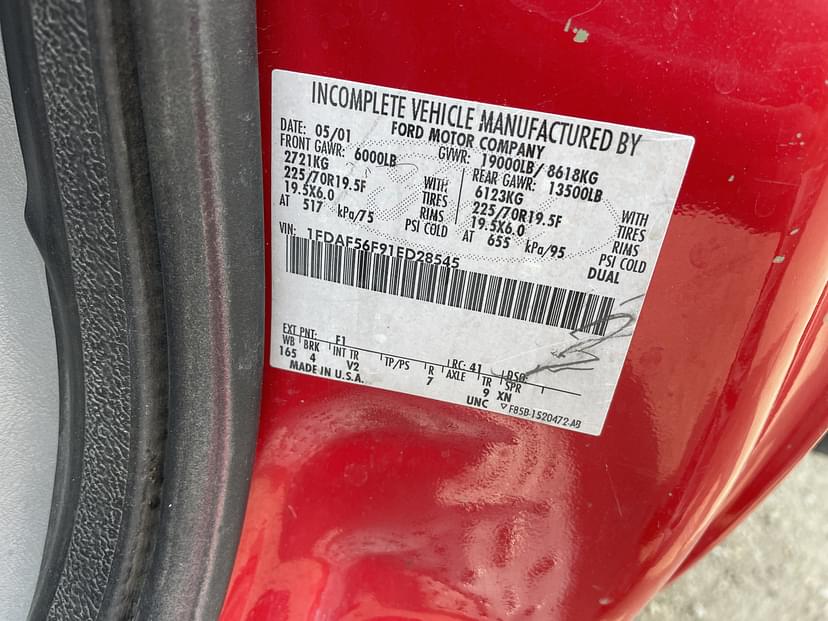 INCOMPLETE VEHICLE MANUFACTURED BY
FORD MOTOR COMPANY
DATE: 05/01 GVWR: 19000LB/ 8618KG
FRONT GAWR: 6000LB REAR GAWR: 13500LB
2721KG WITH 6123KG WITH
225/70R19.5F TIRES 225/70R19.5F TIRES
19.5X6.0 RIMS 19.5X6.0 RIMS
AT 517 kPa/75 PSI COLD AT 655 kPa/95 PSI COLD
DUAL
VIN: 1FDAF56F91ED28545
EXT PNT: F1 RC: 41 DSO:
WB BRK INT TR TP/PS R AXLE TR SPR
165 4 V2 7 9 XN
MADE IN U.S.A. UNC F85B-1520472-AB